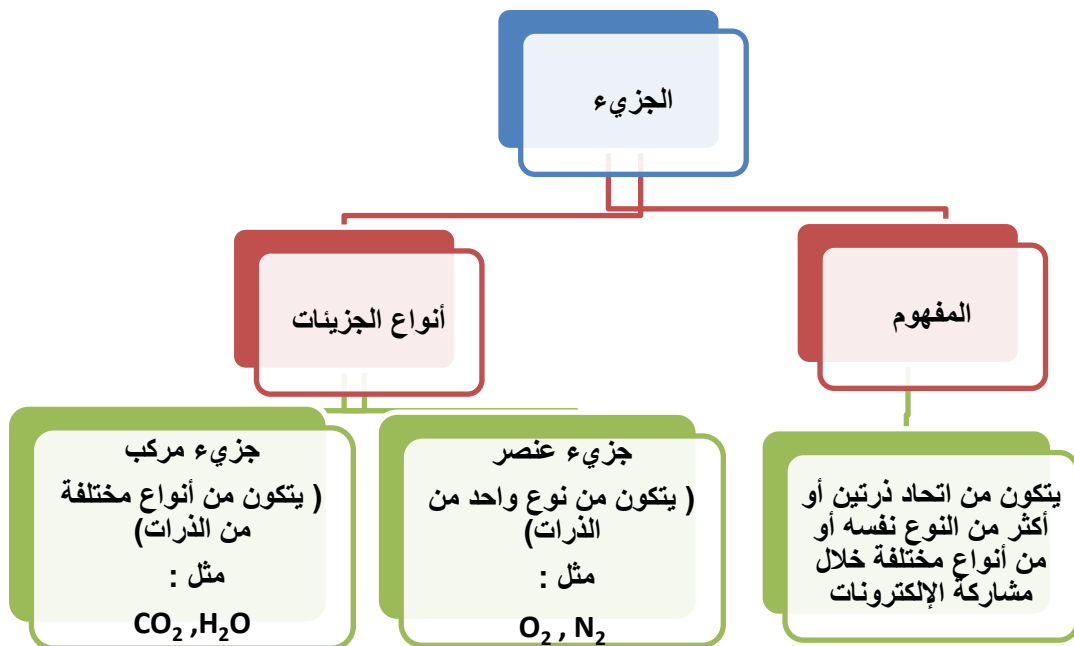 الجزيء
المفهوم
أنواع الجزيئات
يتكون من اتحاد ذرتين أو
أكثر من النوع نفسه أو
من أنواع مختلفة خلال
مشاركة الإلكترونات
جزيء عنصر
( يتكون من نوع واحد من
الذرات)
مثل :
O₂ , N₂
جزيء مركب
( يتكون من أنواع مختلفة
من الذرات)
مثل :
CO₂ ,H₂O